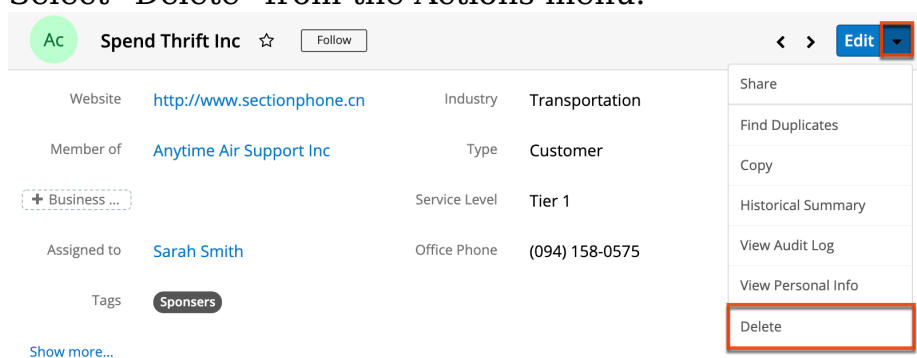 Select "Delete" from the Actions menu.
Ac Spend Thrift Inc Follow Edit
Website http://www.sectionphone.cn Industry Transportation
Member of Anytime Air Support Inc Type Customer
+ Business ... Service Level Tier 1
Assigned to Sarah Smith Office Phone (094) 158-0575
Tags Sponsers
Show more...
Share
Find Duplicates
Copy
Historical Summary
View Audit Log
View Personal Info
Delete